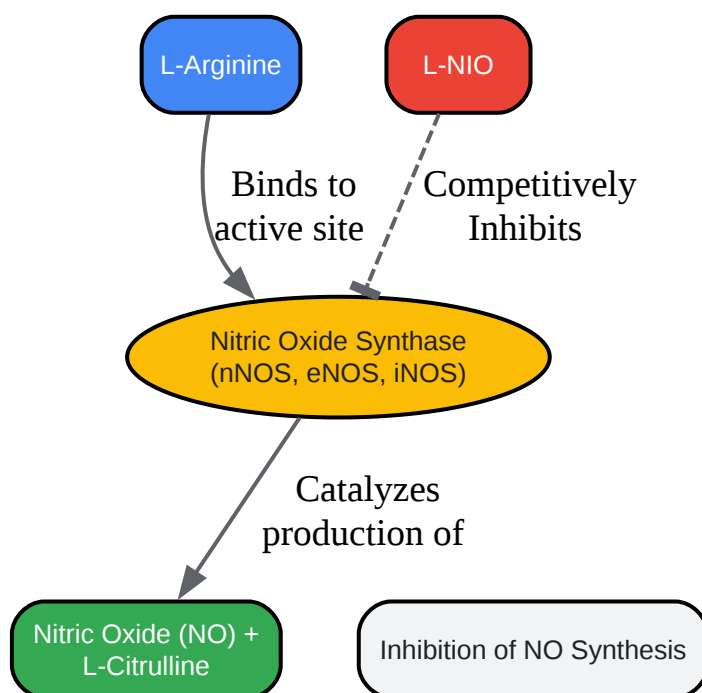 L-Arginine
L-NIO
Binds to
active site
Competitively
Inhibits
Nitric Oxide Synthase
(nNOS, eNOS, iNOS)
Catalyzes
production of
Nitric Oxide (NO) +
L-Citrulline
Inhibition of NO Synthesis